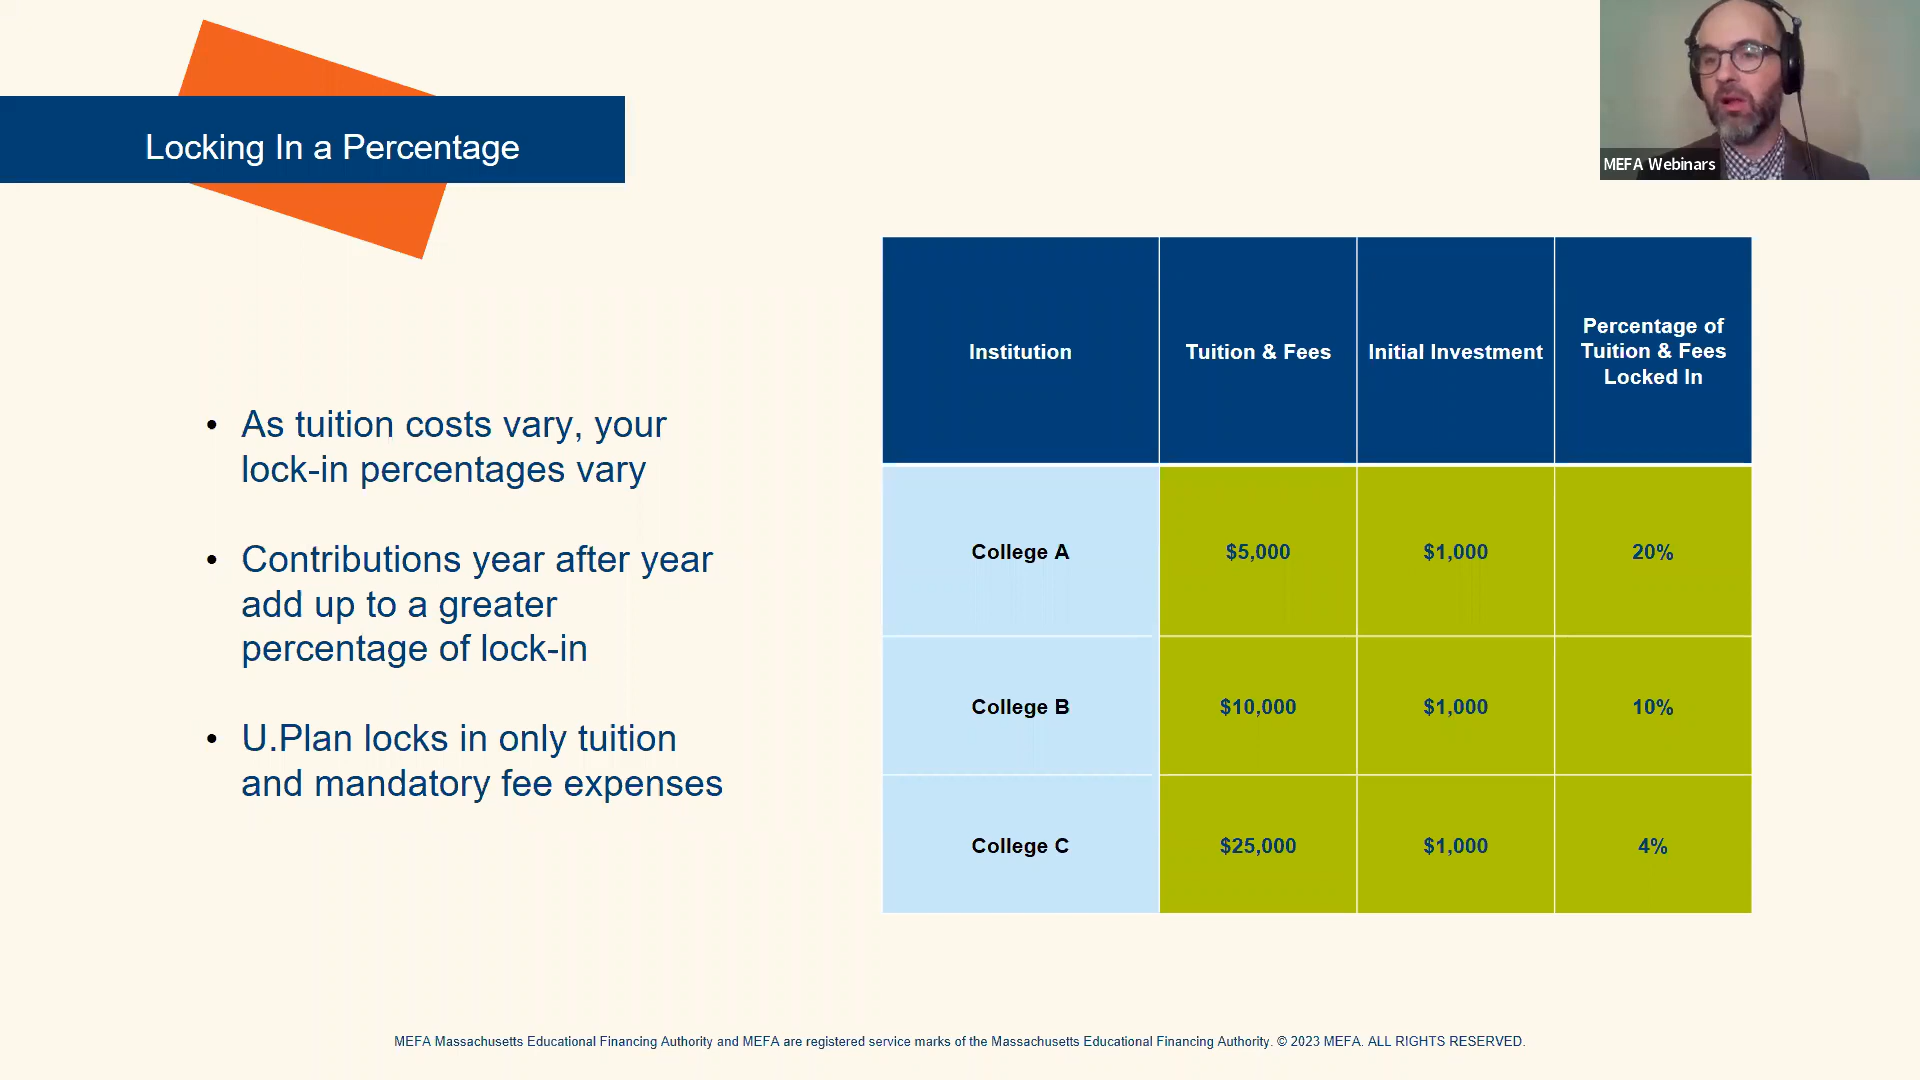 Locking In a Percentage
MEFA Webinars
• As tuition costs vary, your
lock-in percentages vary
• Contributions year after year
add up to a greater
percentage of lock-in
• U.Plan locks in only tuition
and mandatory fee expenses
Institution
Tuition & Fees
Initial Investment
Percentage of
Tuition & Fees
Locked In
College A
$5,000
$1,000
20%
College B
$10,000
$1,000
10%
College C
$25,000
$1,000
4%
MEFA Massachusetts Educational Financing Authority and MEFA are registered service marks of the Massachusetts Educational Financing Authority. © 2023 MEFA. ALL RIGHTS RESERVED.